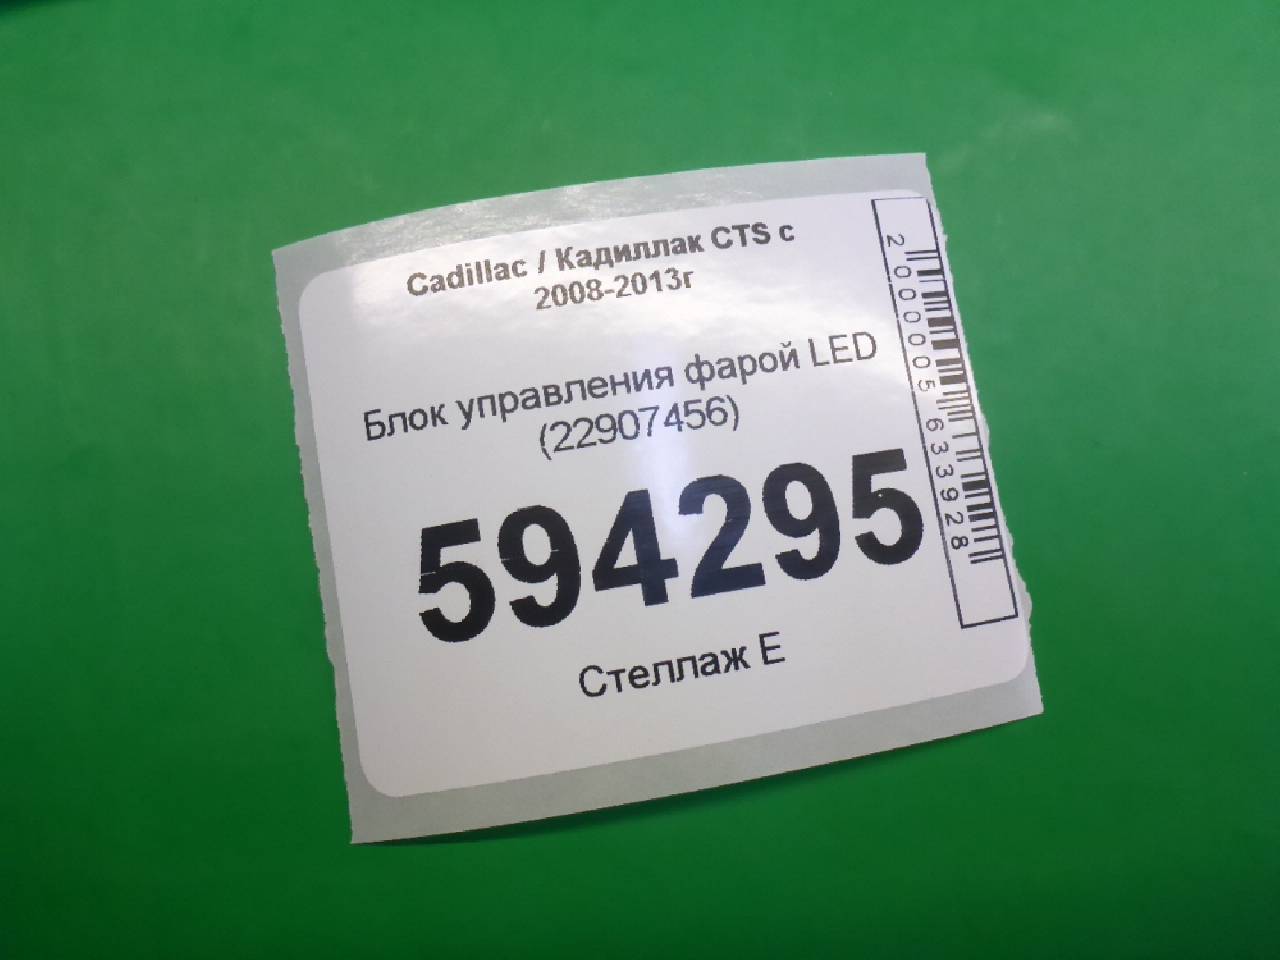 Cadillac / Кадиллак CTS с
2008-2013г
Блок управления фарой LED
(22907456)
594295
Стеллаж Е
2000005633928